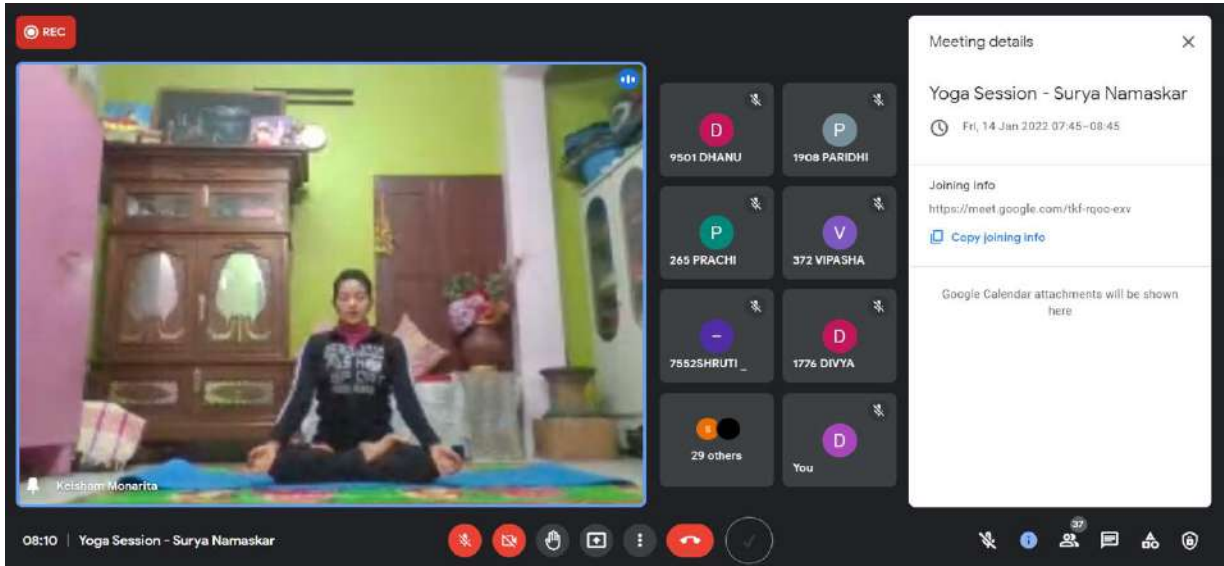 REC
Keisham Monarita
D
9501 DHANU
P
1908 PARIDHI
P
265 PRACHI
V
372 VIPASHA
–
7552SHRUTI _
D
1776 DIVYA
S
29 others
D
You
Meeting details
Yoga Session - Surya Namaskar
Fri, 14 Jan 2022 07:45–08:45
Joining info
https://meet.google.com/tkf-rqoo-exv
Copy joining info
Google Calendar attachments will be shown
here
08:10 | Yoga Session - Surya Namaskar
37